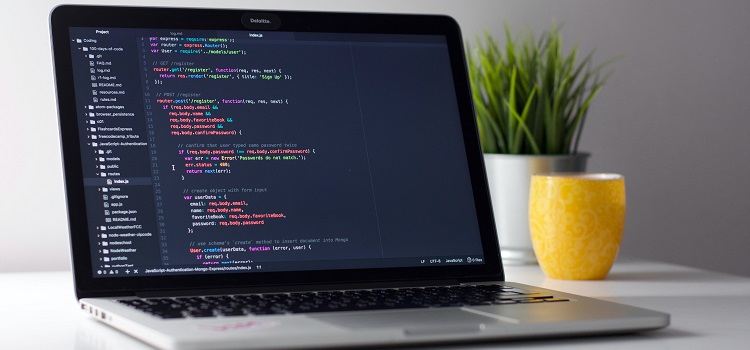 Deloitte.
Project
log.md
index.js
Coding
100-days-of-code
.git
FAQ.md
log.md
r1-log.md
README.md
resources.md
rules.md
atom-packages
browser_persistence
c01
FlashcardsExpress
freecodecamp_tribute
JavaScript-Authentication
.git
models
public
routes
index.js
views
.gitignore
app.js
package.json
README.md
LocalWeatherFCC
node-weather-zipcode
nodeschool
NodeWeather
portfolio
var express = require('express');
var router = express.Router();
var User = require('../models/user');
// GET /register
router.get('/register', function(req, res, next) {
return res.render('register', { title: 'Sign Up' });
});
// POST /register
router.post('/register', function(req, res, next) {
if (req.body.email &&
req.body.name &&
req.body.favoriteBook &&
req.body.password &&
req.body.confirmPassword) {
// confirm that user typed same password twice
if (req.body.password !== req.body.confirmPassword) {
var err = new Error('Passwords do not match.');
err.status = 400;
return next(err);
}
// create object with form input
var userData = {
email: req.body.email,
name: req.body.name,
favoriteBook: req.body.favoriteBook,
password: req.body.password
};
// use schema's 'create' method to insert document into Mongo
User.create(userData, function (error, user) {
if (error) {
return next(error);
JavaScript-Authentication-Mongo-Express/routes/index.js 1:1
LF UTF-8 JavaScript 0 files